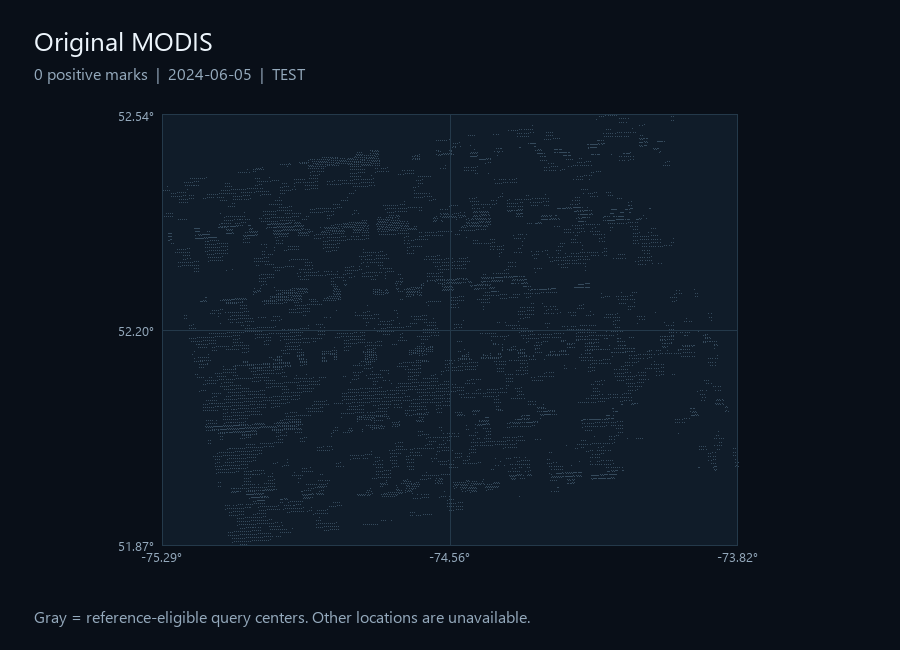 Original MODIS
0 positive marks | 2024-06-05 | TEST
52.54°
52.20°
51.87°
-75.29°
-74.56°
-73.82°
Gray = reference-eligible query centers. Other locations are unavailable.